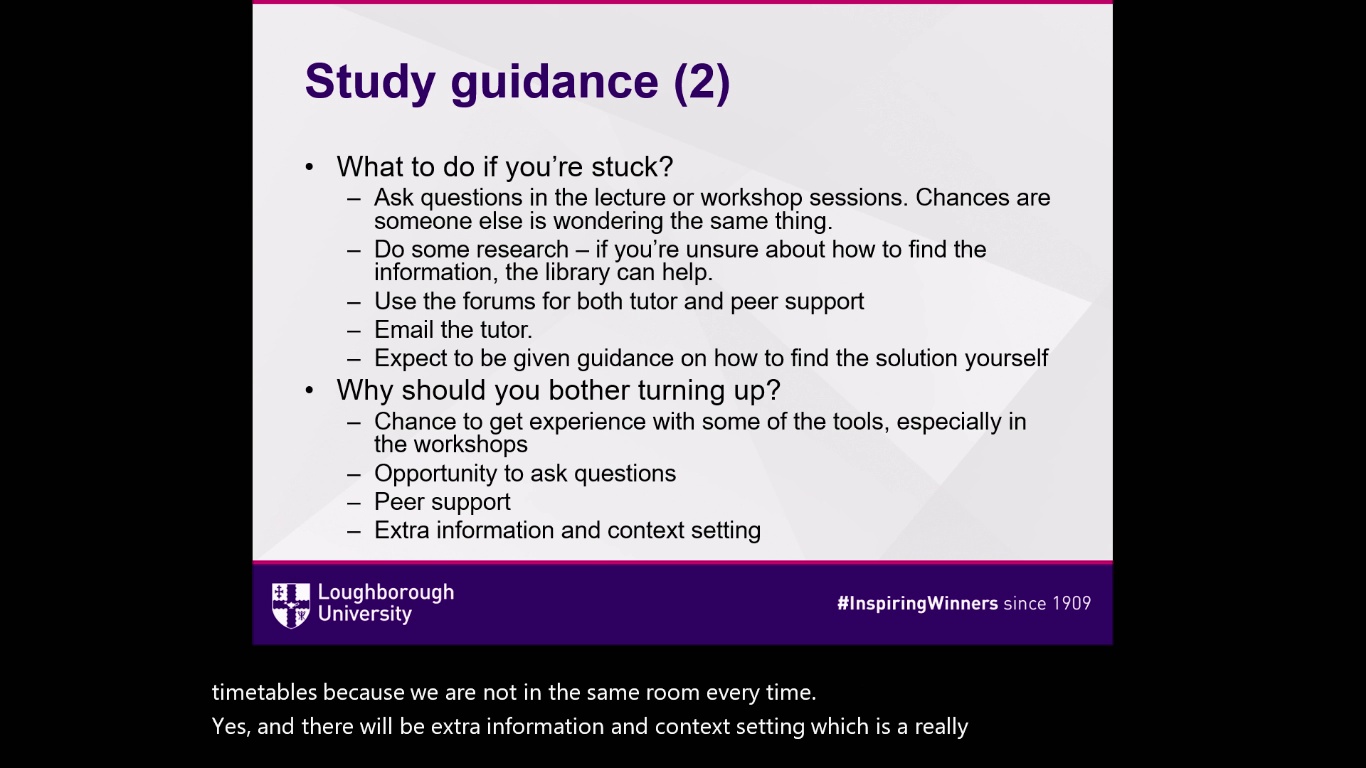 Study guidance (2)
• What to do if you’re stuck?
– Ask questions in the lecture or workshop sessions. Chances are
someone else is wondering the same thing.
– Do some research – if you’re unsure about how to find the
information, the library can help.
– Use the forums for both tutor and peer support
– Email the tutor.
– Expect to be given guidance on how to find the solution yourself
• Why should you bother turning up?
– Chance to get experience with some of the tools, especially in
the workshops
– Opportunity to ask questions
– Peer support
– Extra information and context setting
Loughborough
University
#InspiringWinners since 1909
timetables because we are not in the same room every time.
Yes, and there will be extra information and context setting which is a really